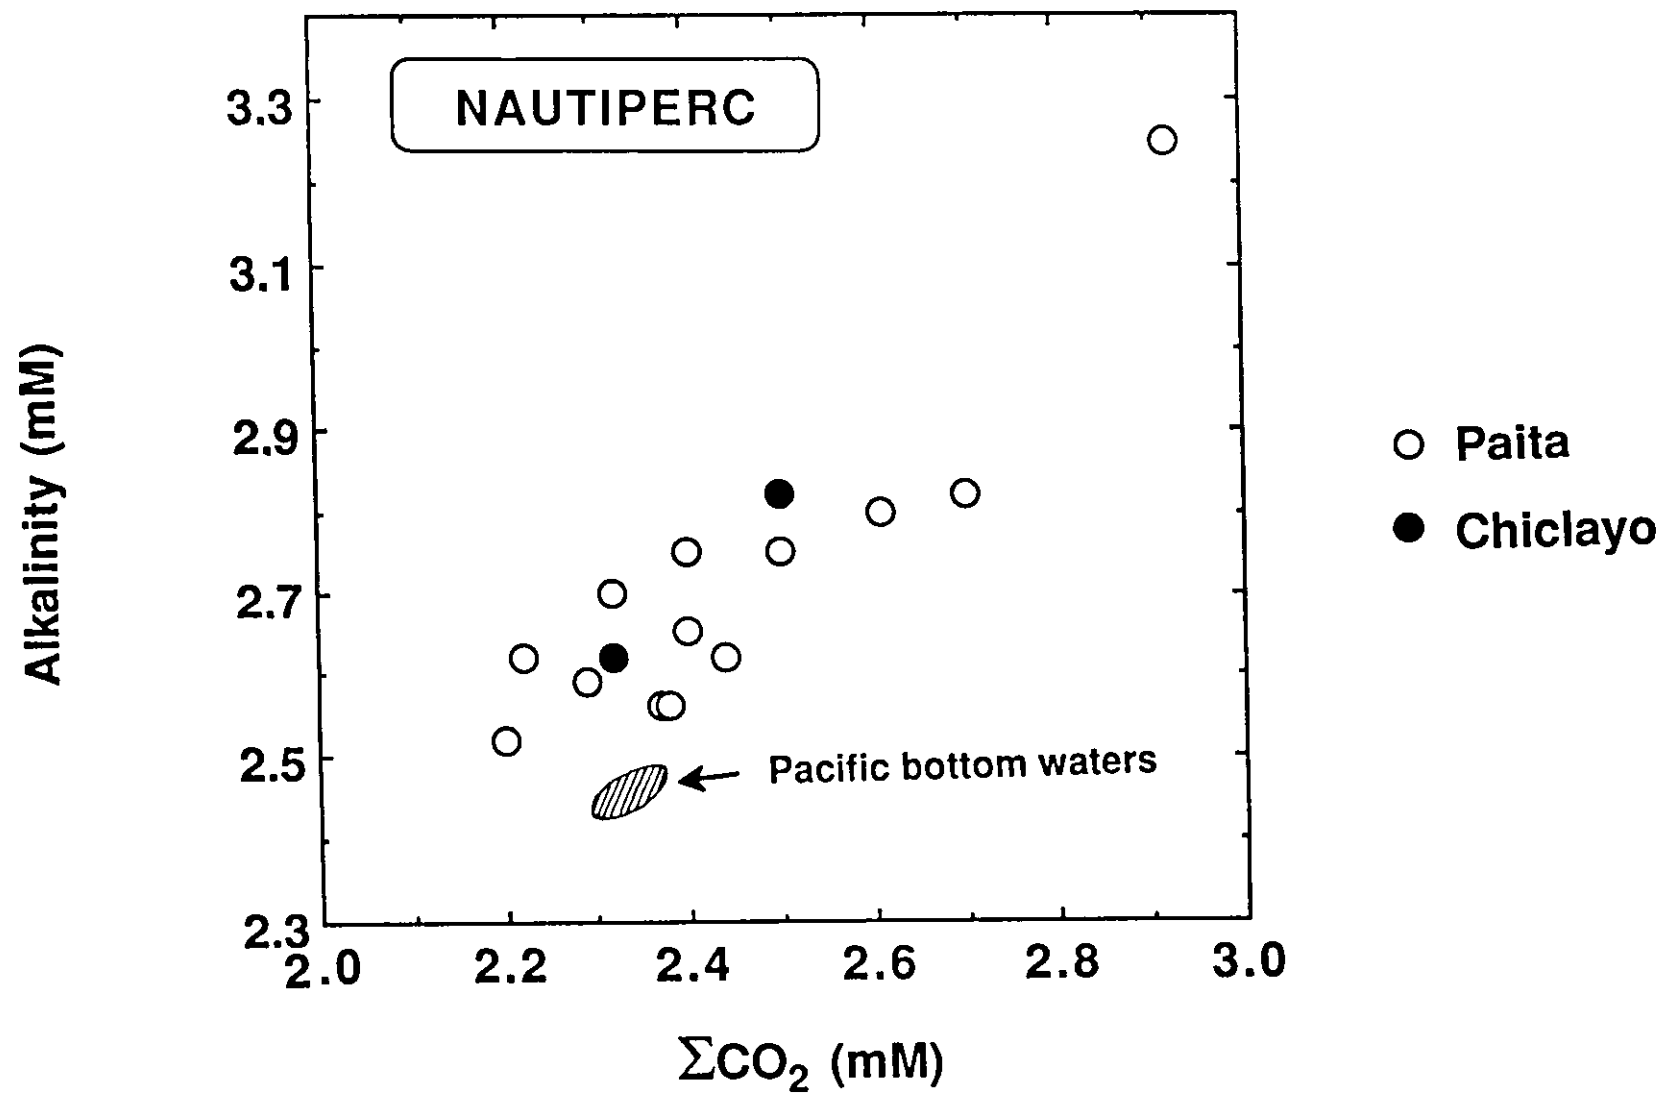 NAUTIPERC
3.3
3.1
2.9
2.7
2.5
2.3
Alkalinity (mM)
Paita
Chiclayo
Pacific bottom waters
2.0 2.2 2.4 2.6 2.8 3.0
ΣCO₂ (mM)